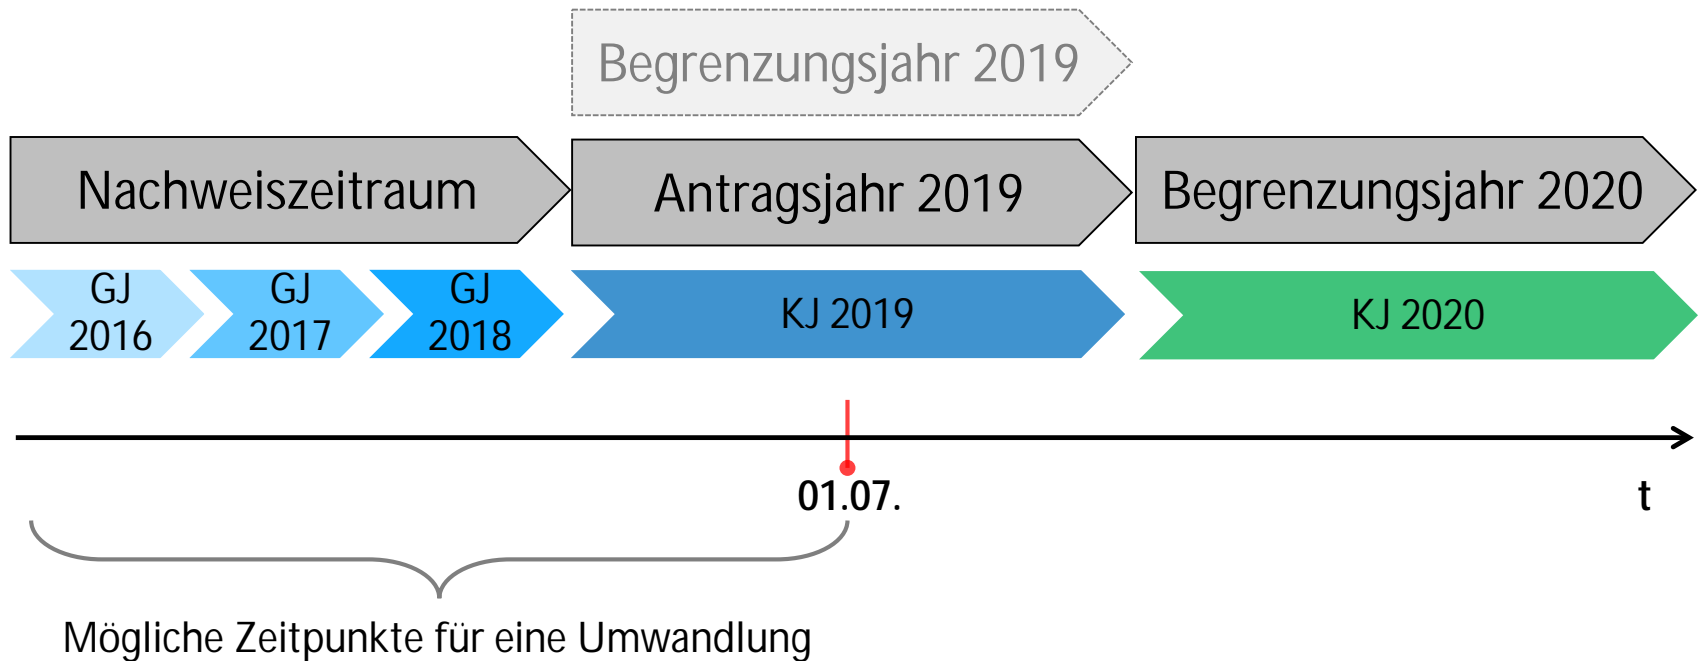 Begrenzungsjahr 2019
Nachweiszeitraum
Antragsjahr 2019
Begrenzungsjahr 2020
GJ
2016
GJ
2017
GJ
2018
KJ 2019
KJ 2020
01.07.
t
Mögliche Zeitpunkte für eine Umwandlung